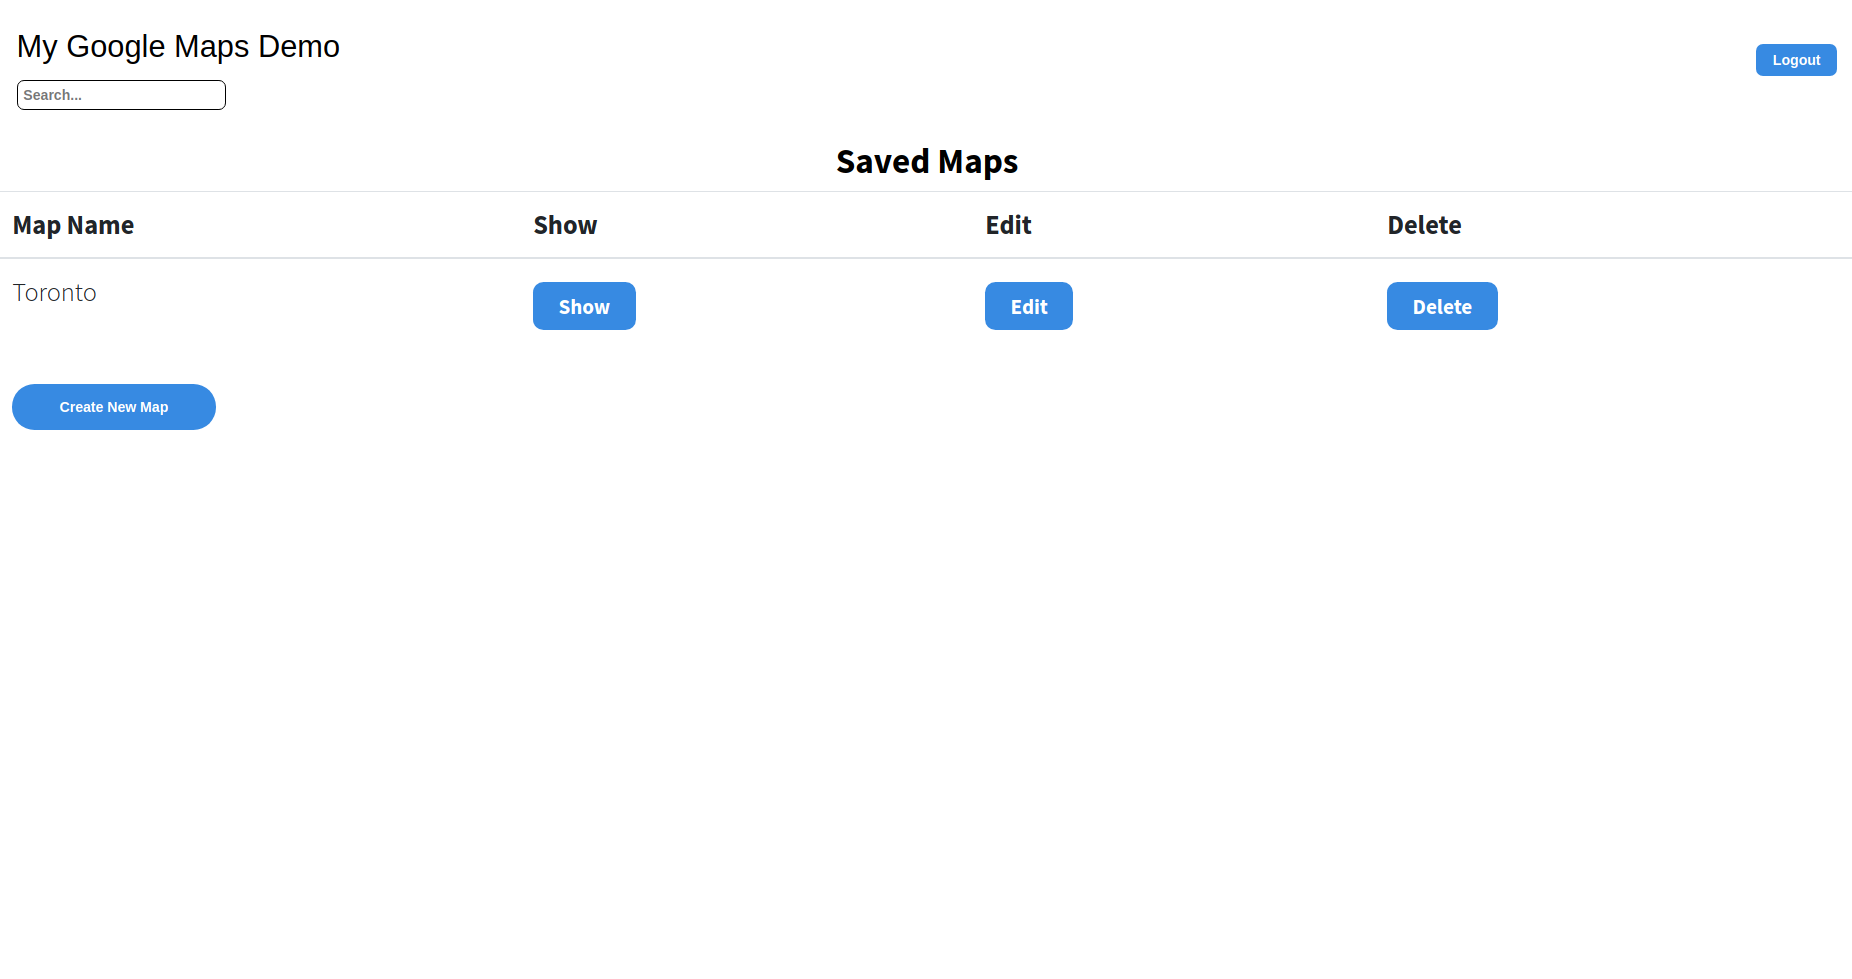 My Google Maps Demo
Logout
Search...
Saved Maps
Map Name Show Edit Delete
Toronto Show Edit Delete
Create New Map